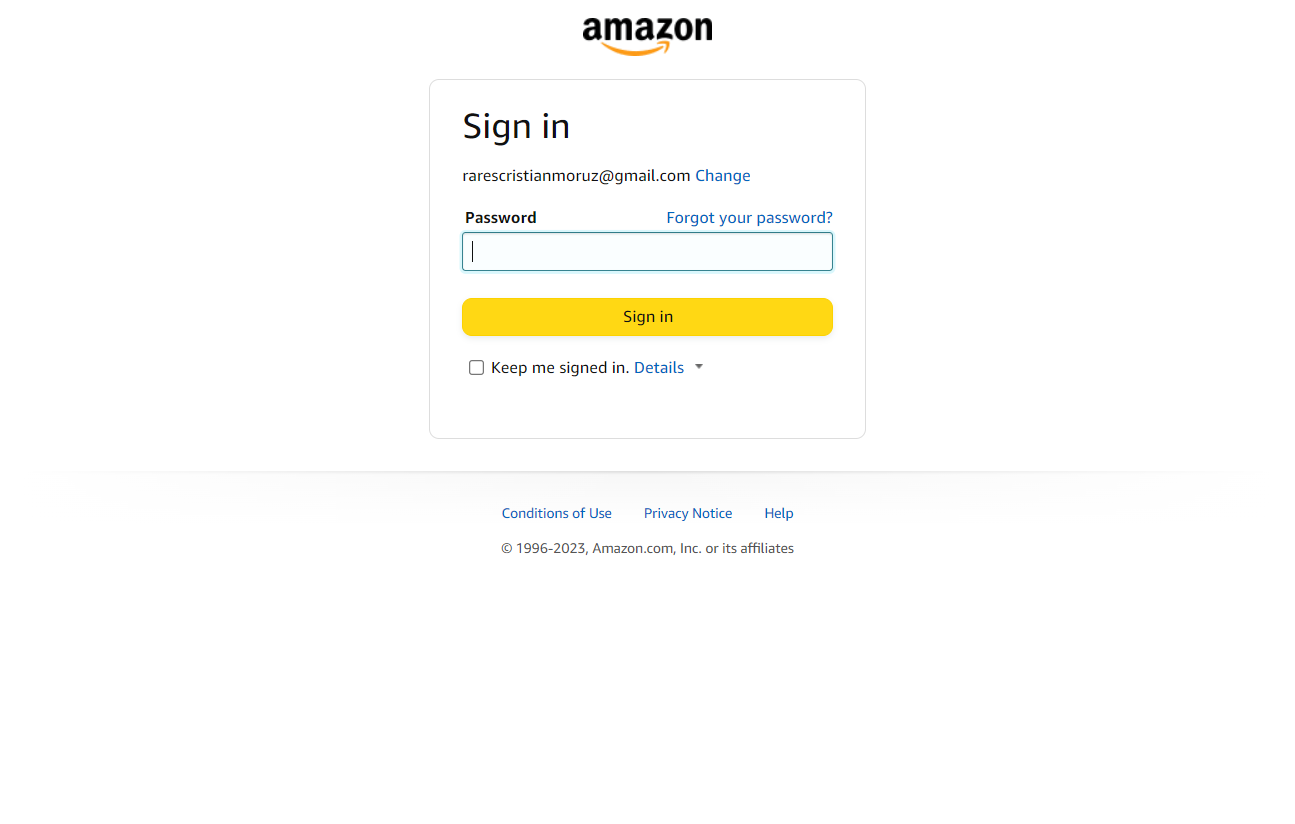 amazon
Sign in
rarescristianmoruz@gmail.com Change
Password Forgot your password?
Sign in
Keep me signed in. Details
Conditions of Use Privacy Notice Help
© 1996-2023, Amazon.com, Inc. or its affiliates